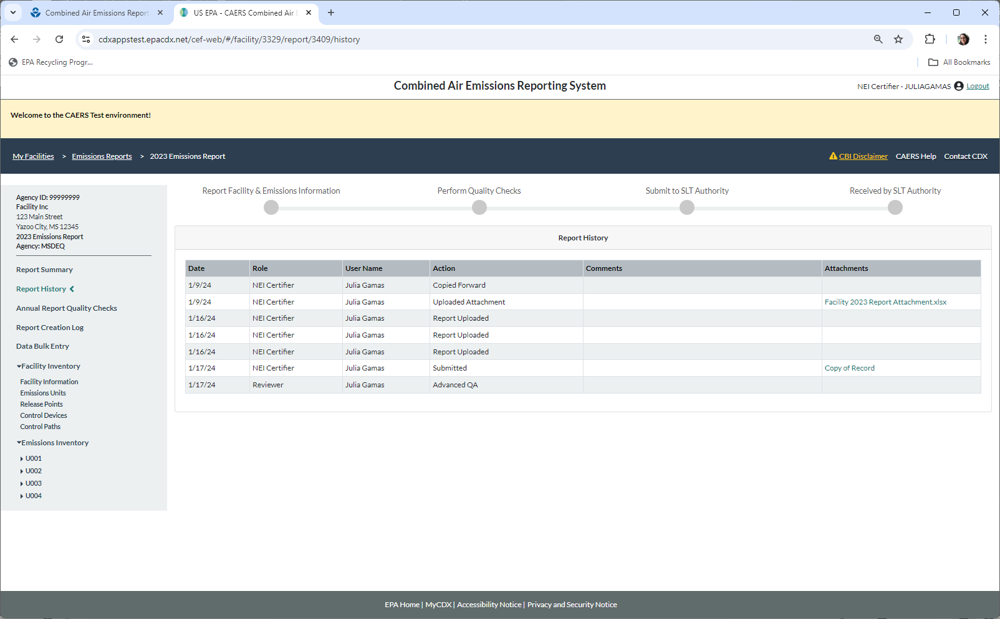 Combined Air Emissions Report
US EPA - CAERS Combined Air E
cdxappstest.epacdx.net/cef-web/#/facility/3329/report/3409/history
EPA Recycling Progr...
All Bookmarks
Combined Air Emissions Reporting System
NEI Certifier - JULIAGAMAS Logout
Welcome to the CAERS Test environment!
My Facilities > Emissions Reports > 2023 Emissions Report
CBI Disclaimer CAERS Help Contact CDX
Agency ID: 99999999
Facility Inc
123 Main Street
Yazoo City, MS 12345
2023 Emissions Report
Agency: MSDEQ
Report Summary
Report History
Annual Report Quality Checks
Report Creation Log
Data Bulk Entry
Facility Inventory
Facility Information
Emissions Units
Release Points
Control Devices
Control Paths
Emissions Inventory
U001
U002
U003
U004
Report Facility & Emissions Information Perform Quality Checks Submit to SLT Authority Received by SLT Authority
Report History
Date Role User Name Action Comments Attachments
1/9/24 NEI Certifier Julia Gamas Copied Forward
1/9/24 NEI Certifier Julia Gamas Uploaded Attachment Facility 2023 Report Attachment.xlsx
1/16/24 NEI Certifier Julia Gamas Report Uploaded
1/16/24 NEI Certifier Julia Gamas Report Uploaded
1/16/24 NEI Certifier Julia Gamas Report Uploaded
1/17/24 NEI Certifier Julia Gamas Submitted Copy of Record
1/17/24 Reviewer Julia Gamas Advanced QA
EPA Home | MyCDX | Accessibility Notice | Privacy and Security Notice